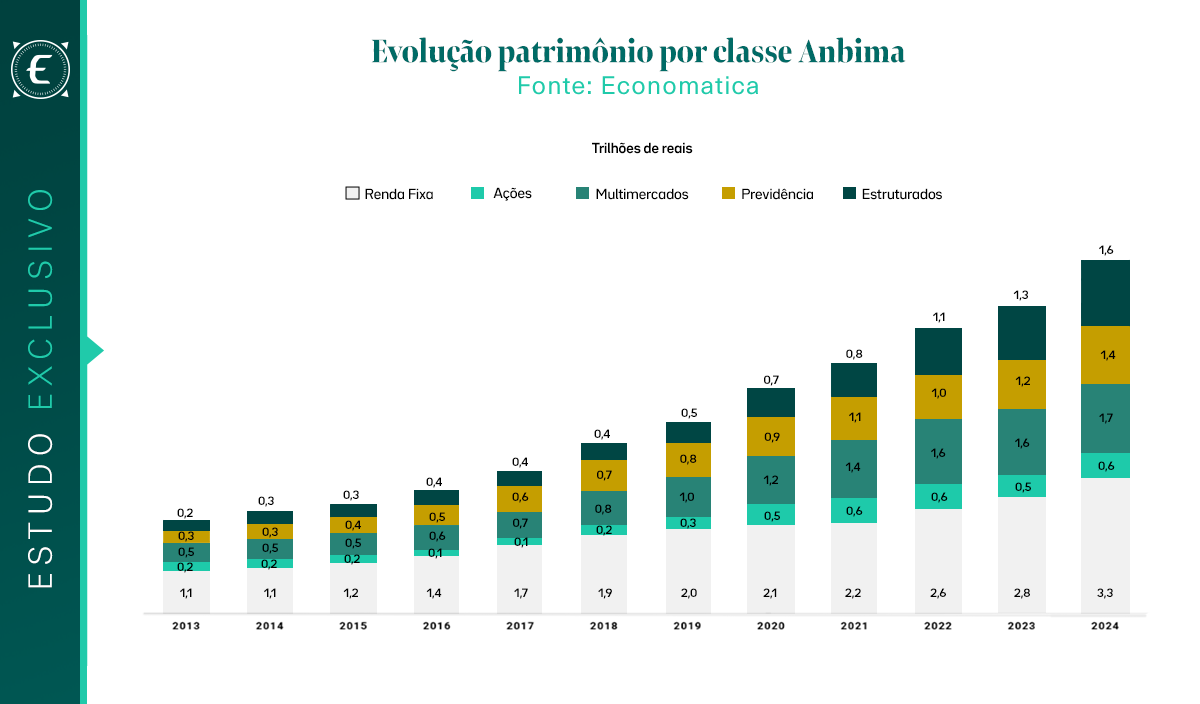 Evolução patrimônio por classe Anbima
Fonte: Economatica
ESTUDO EXCLUSIVO
Trilhões de reais
Renda Fixa Ações Multimercados Previdência Estruturados
0,2 0,3 0,3 0,4 0,4 0,4 0,5 0,7 0,8 1,1 1,3 1,6
0,3 0,3 0,4 0,5 0,6 0,7 0,8 0,9 1,1 1,0 1,2 1,4
0,5 0,5 0,5 0,6 0,7 0,8 1,0 1,2 1,4 1,6 1,6 1,7
0,2 0,2 0,2 0,1 0,1 0,2 0,3 0,5 0,6 0,6 0,5 0,6
1,1 1,1 1,2 1,4 1,7 1,9 2,0 2,1 2,2 2,6 2,8 3,3
2013 2014 2015 2016 2017 2018 2019 2020 2021 2022 2023 2024